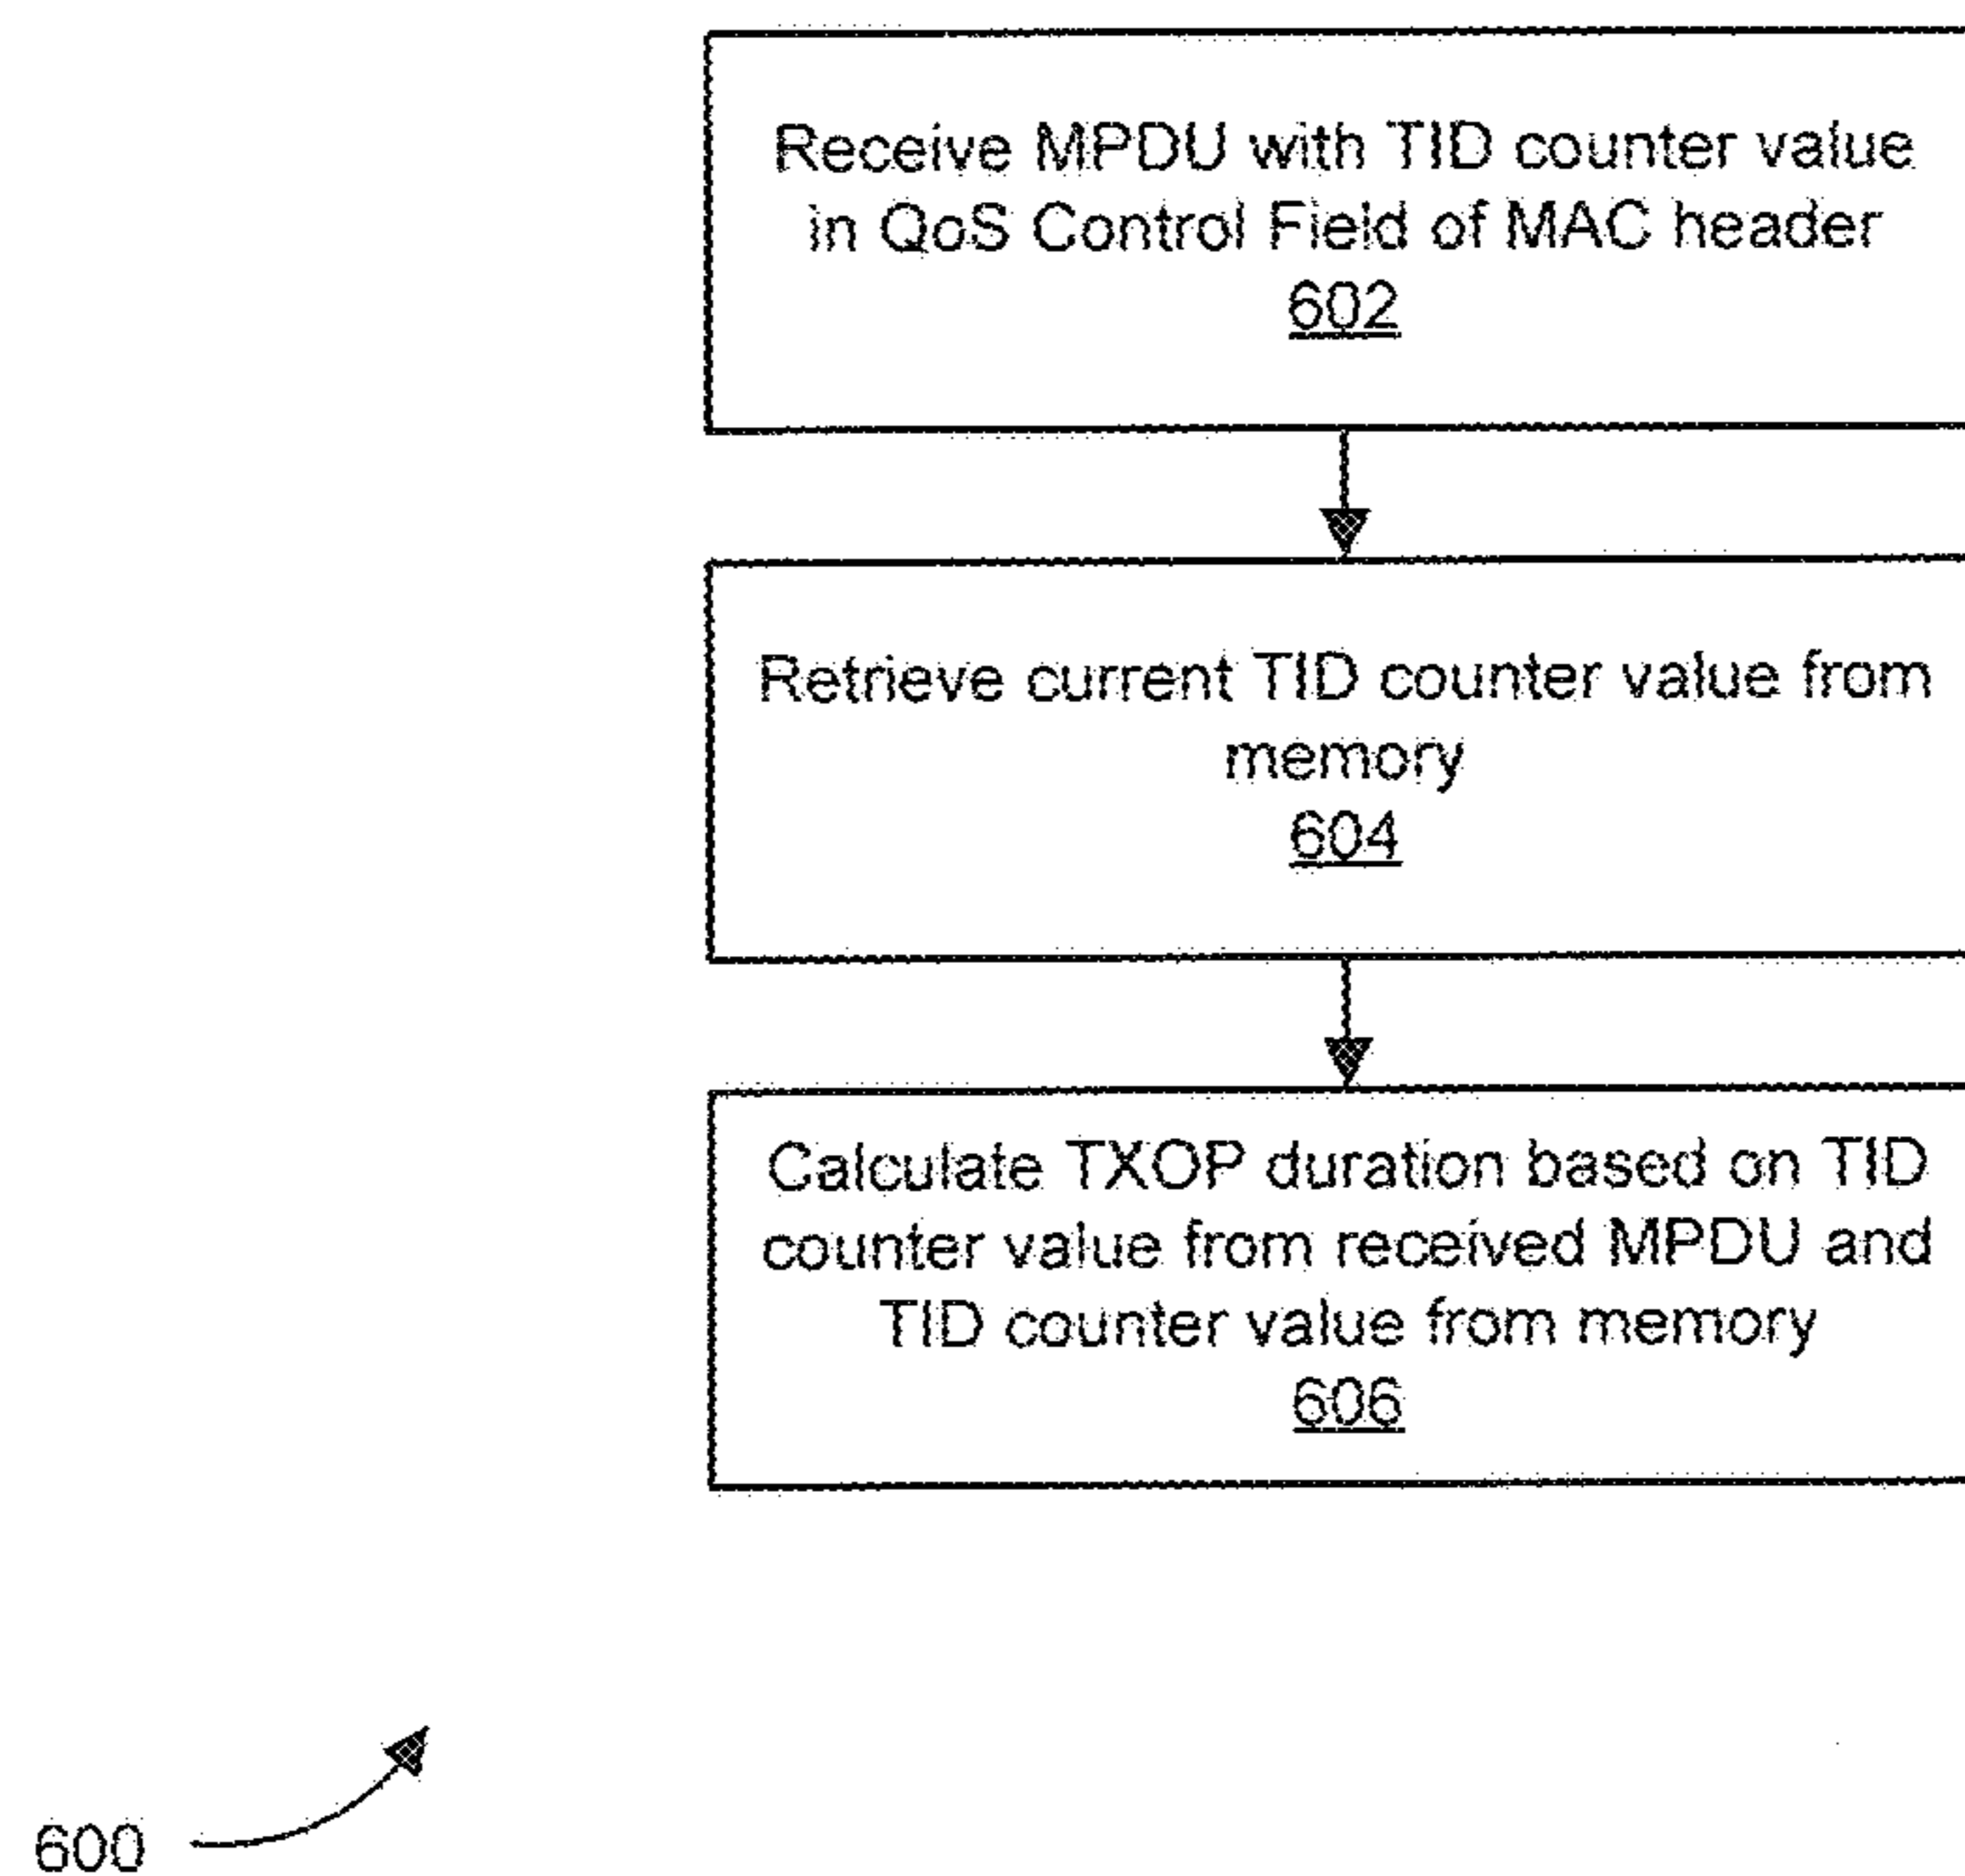 Receive MPDU with TID counter value
in QoS Control Field of MAC header
602
Retrieve current TID counter value from
memory
604
Calculate TXOP duration based on TID
counter value from received MPDU and
TID counter value from memory
606
600